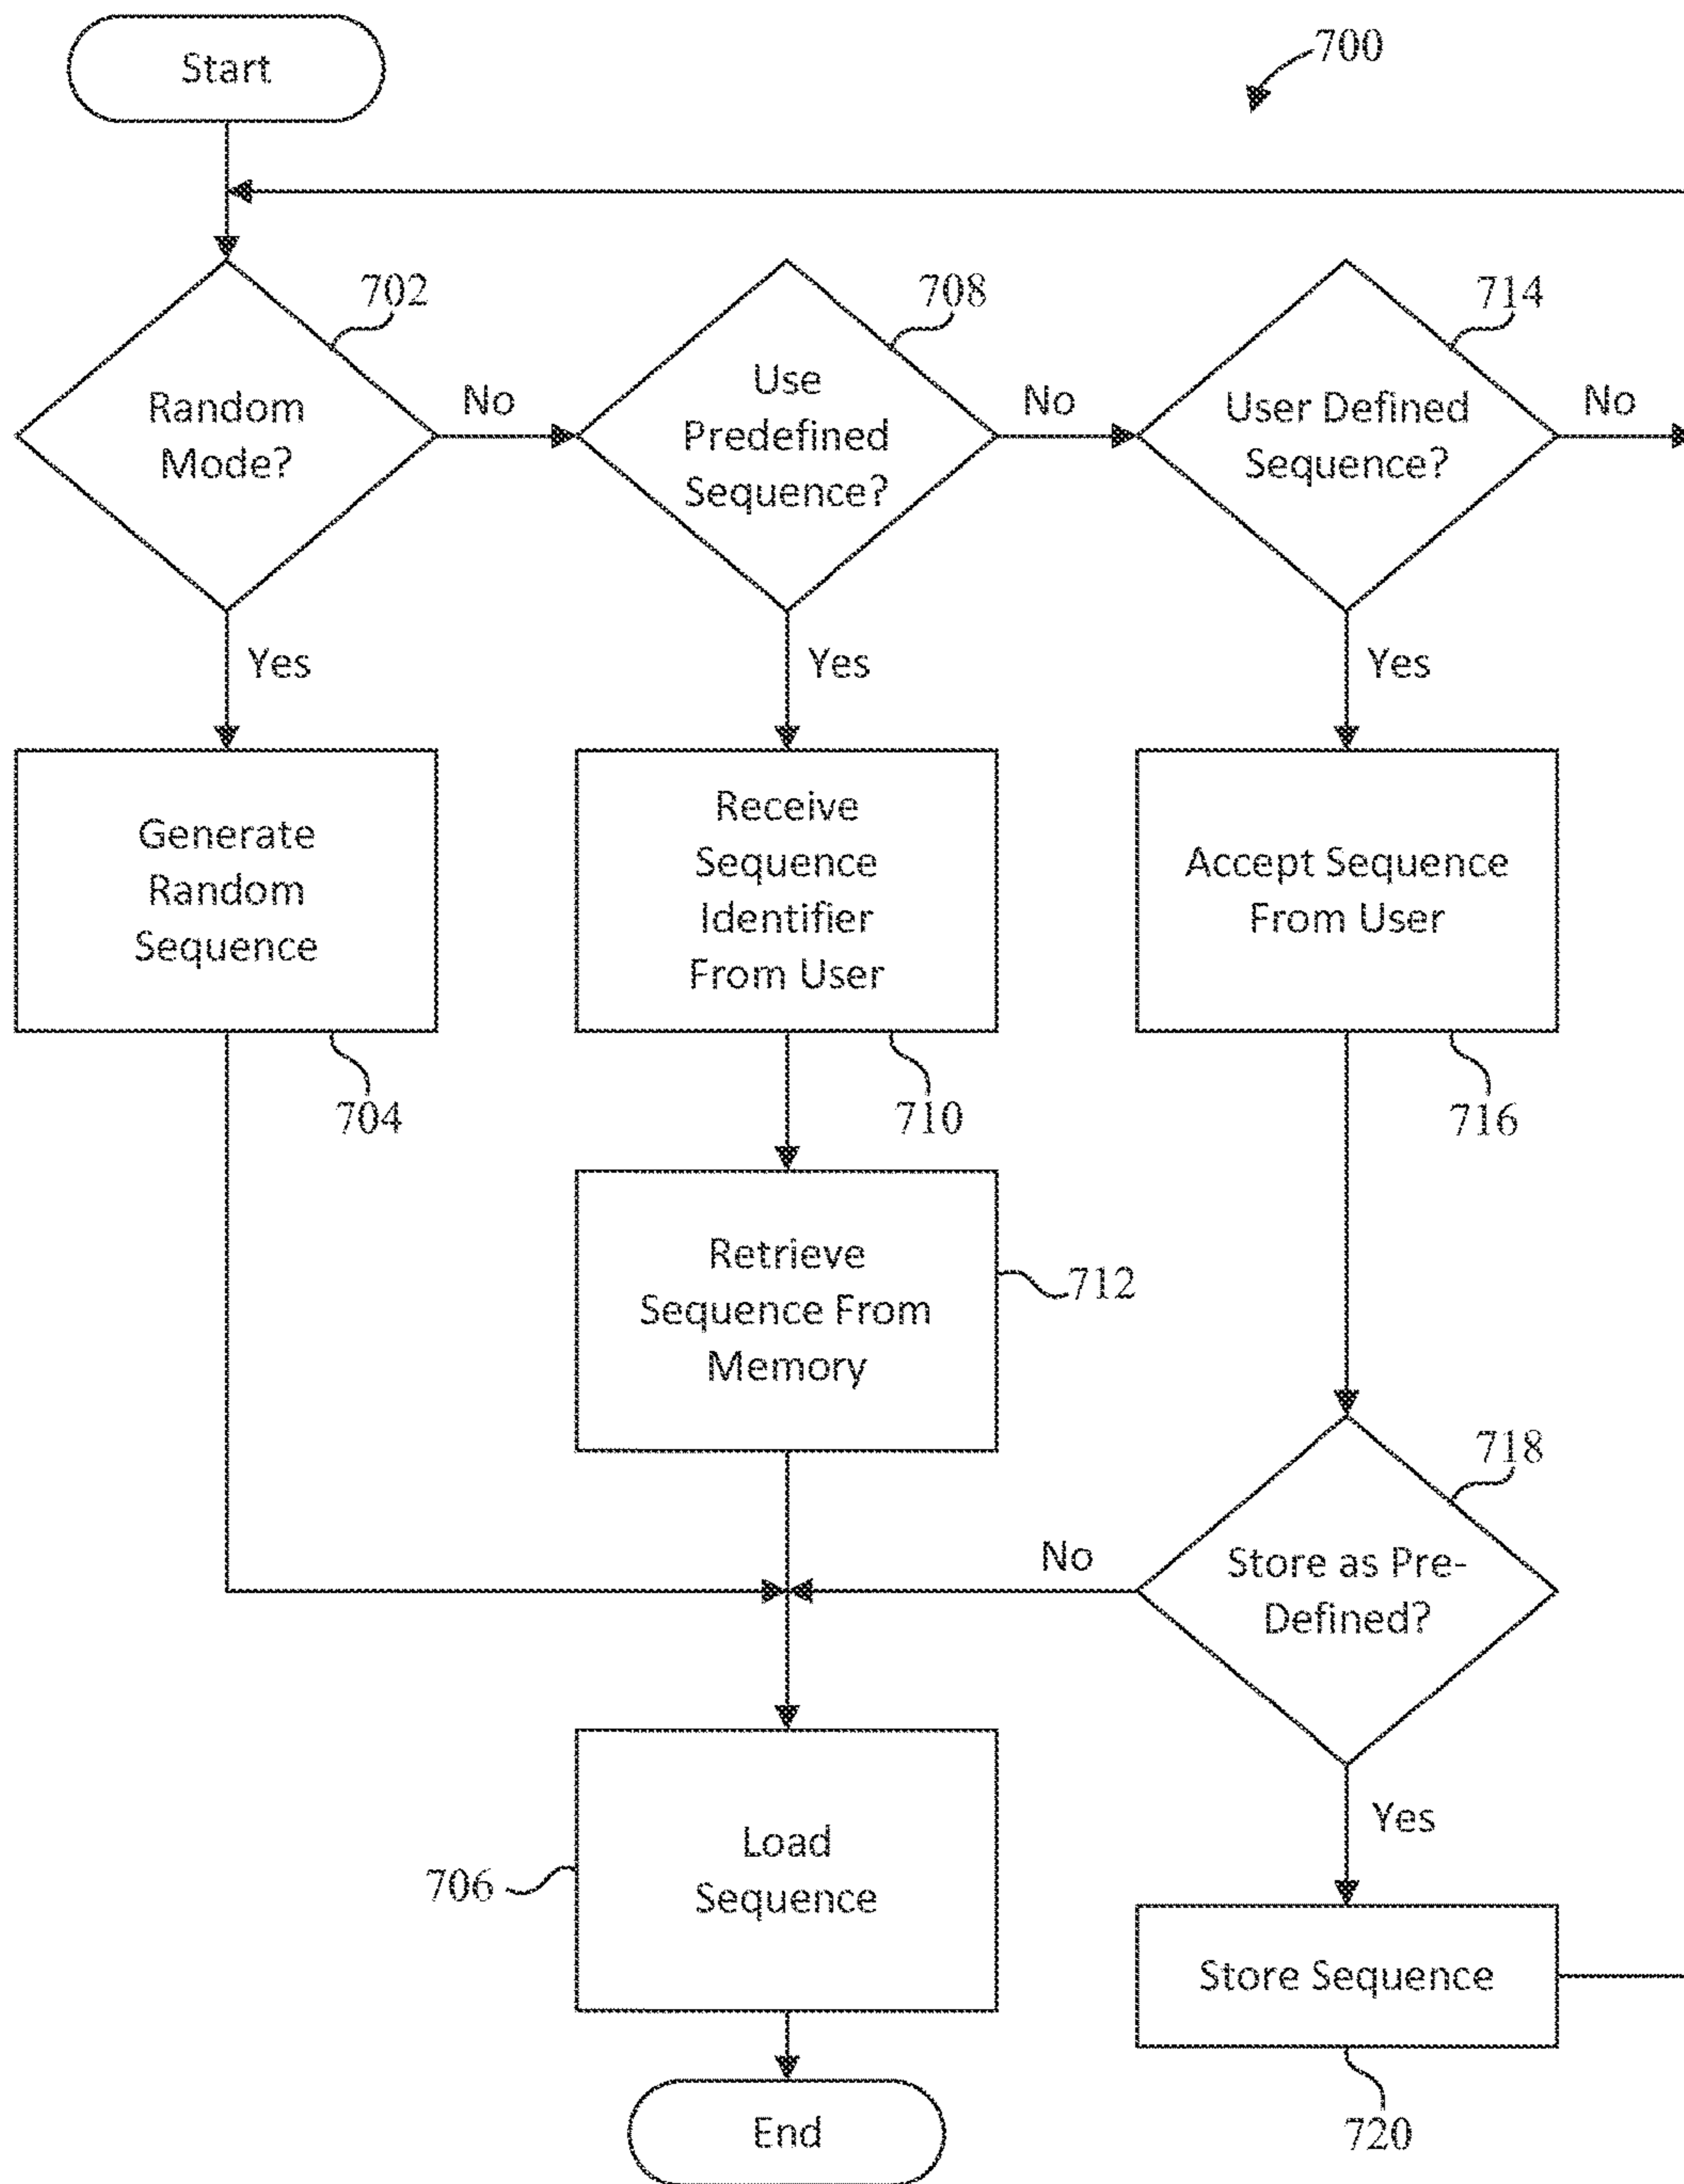 Start
700
702
708
714
Random
Mode?
No
Use
Predefined
Sequence?
No
User Defined
Sequence?
No
Yes
Yes
Yes
Generate
Random
Sequence
704
Receive
Sequence
Identifier
From User
710
Accept Sequence
From User
716
Retrieve
Sequence From
Memory
712
718
Store as Pre-
Defined?
No
Yes
Load
Sequence
706
Store Sequence
720
End